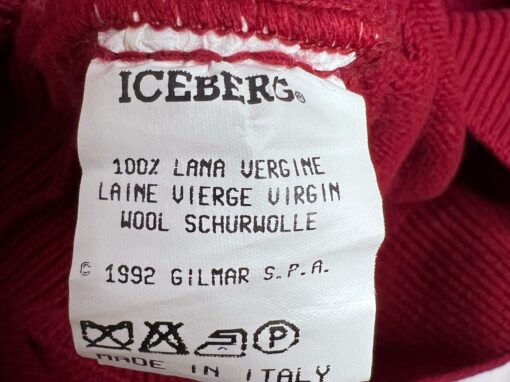 ICEBERG®
100% LANA VERGINE
LAINE VIERGE VIRGIN
WOOL SCHURWOLLE
© 1992 GILMAR S.P.A.
P
MADE IN ITALY